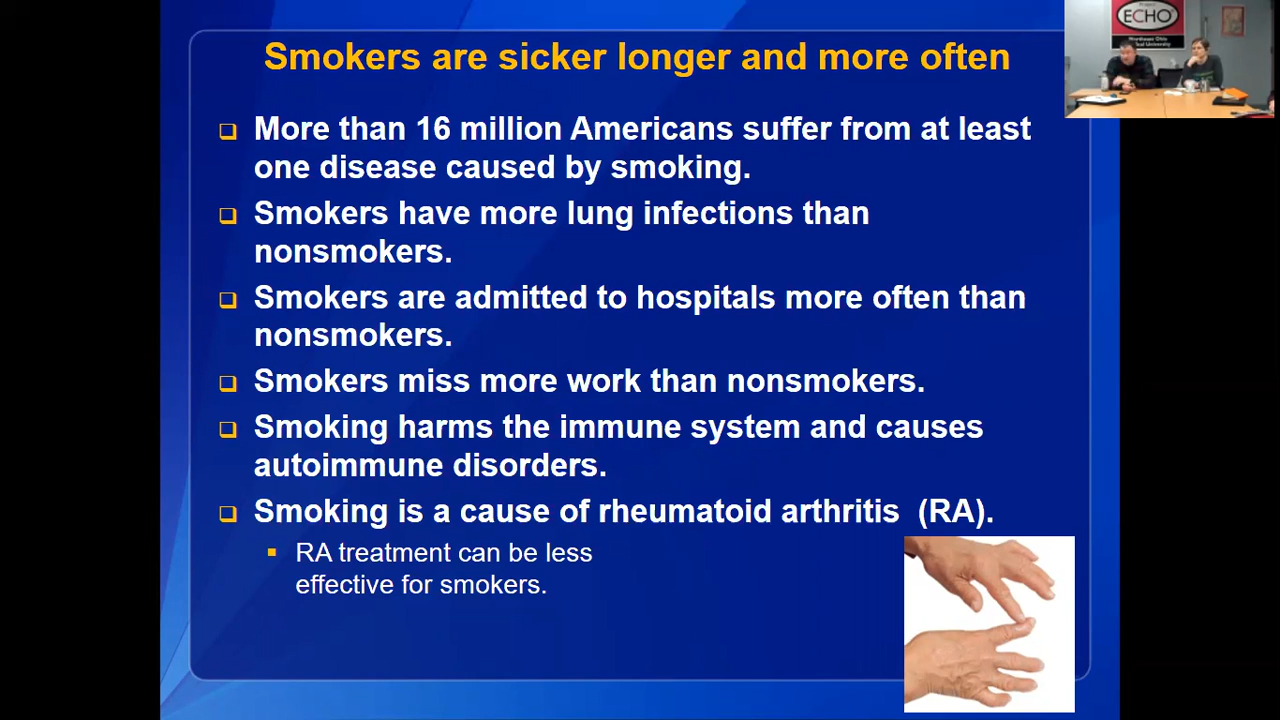 Smokers are sicker longer and more often
❑ More than 16 million Americans suffer from at least
one disease caused by smoking.
❑ Smokers have more lung infections than
nonsmokers.
❑ Smokers are admitted to hospitals more often than
nonsmokers.
❑ Smokers miss more work than nonsmokers.
❑ Smoking harms the immune system and causes
autoimmune disorders.
❑ Smoking is a cause of rheumatoid arthritis (RA).
▪ RA treatment can be less
effective for smokers.
ECHO
Northeast Ohio
University